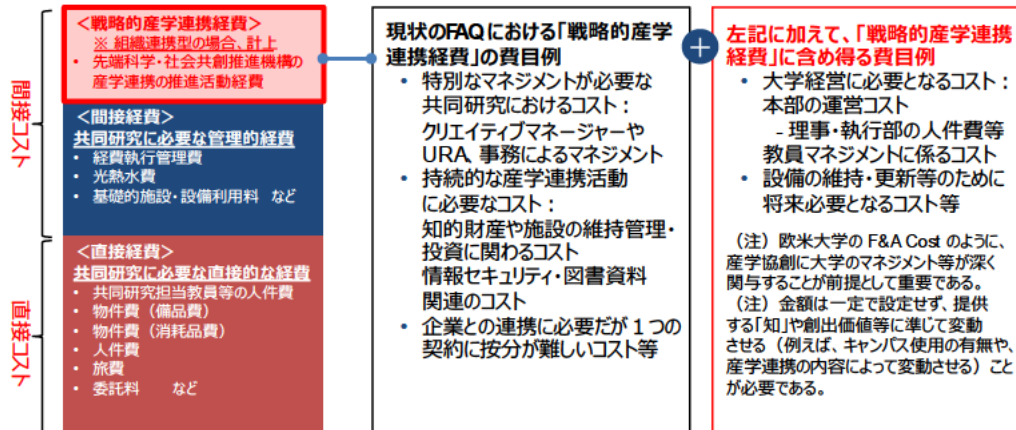 間接コスト
<戦略的産学連携経費>
※ 組織連携型の場合、計上
• 先端科学・社会共創推進機構の
産学連携の推進活動経費
<間接経費>
共同研究に必要な管理的経費
• 経費執行管理費
• 光熱水費
• 基礎的施設・設備利用料 など
直接コスト
<直接経費>
共同研究に必要な直接的な経費
• 共同研究担当教員等の人件費
• 物件費（備品費）
• 物件費（消耗品費）
• 人件費
• 旅費
• 委託料 など
現状のFAQにおける「戦略的産学
連携経費」の費目例
• 特別なマネジメントが必要な
共同研究におけるコスト：
クリエイティブマネージャーや
URA, 事務によるマネジメント
• 持続的な産学連携活動
に必要なコスト：
知的財産や施設の維持管理・
投資に関わるコスト
情報セキュリティ・図書資料
関連のコスト
• 企業との連携に必要だが１つの
契約に按分が難しいコスト等
+
左記に加えて、「戦略的産学連携
経費」に含め得る費目例
• 大学経営に必要となるコスト：
本部の運営コスト
- 理事・執行部の人件費等
教員マネジメントに係るコスト
• 設備の維持・更新等のために
将来必要となるコスト等
（注）欧米大学の F&A Cost のように、
産学協創に大学のマネジメント等が深く
関与することが前提として重要である。
（注）金額は一定で設定せず、提供
する「知」や創出価値等に準じて変動
させる（例えば、キャンパス使用の有無や、
産学連携の内容によって変動させる）こと
が必要である。